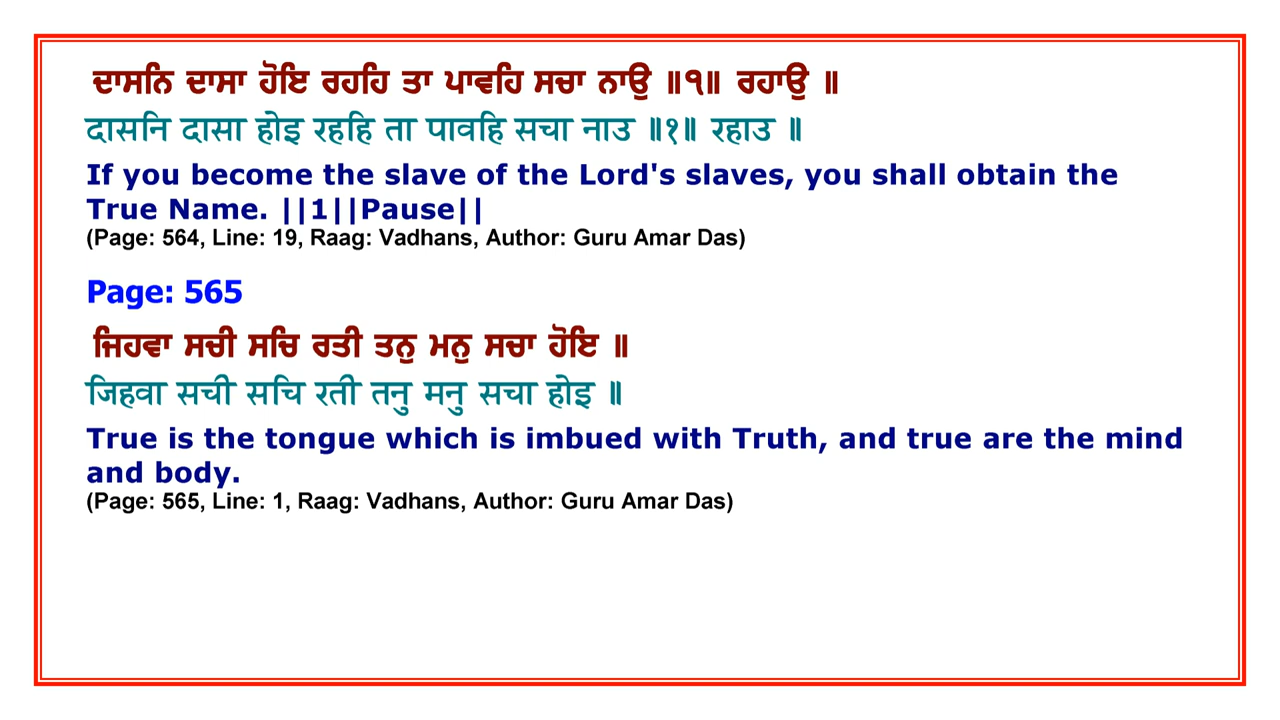 ਦਾਸਨਿ ਦਾਸਾ ਹੋਇ ਰਹਹਿ ਤਾ ਪਾਵਹਿ ਸਚਾ ਨਾਉ ॥੧॥ ਰਹਾਉ ॥
दासनि दासा होइ रहहि ता पावहि सचा नाउ ॥१॥ रहाउ ॥
If you become the slave of the Lord's slaves, you shall obtain the
True Name. ||1||Pause||
(Page: 564, Line: 19, Raag: Vadhans, Author: Guru Amar Das)
Page: 565
ਜਿਹਵਾ ਸਚੀ ਸਚਿ ਰਤੀ ਤਨੁ ਮਨੁ ਸਚਾ ਹੋਇ ॥
जिहवा सची सचि रती तनु मनु सचा होइ ॥
True is the tongue which is imbued with Truth, and true are the mind
and body.
(Page: 565, Line: 1, Raag: Vadhans, Author: Guru Amar Das)